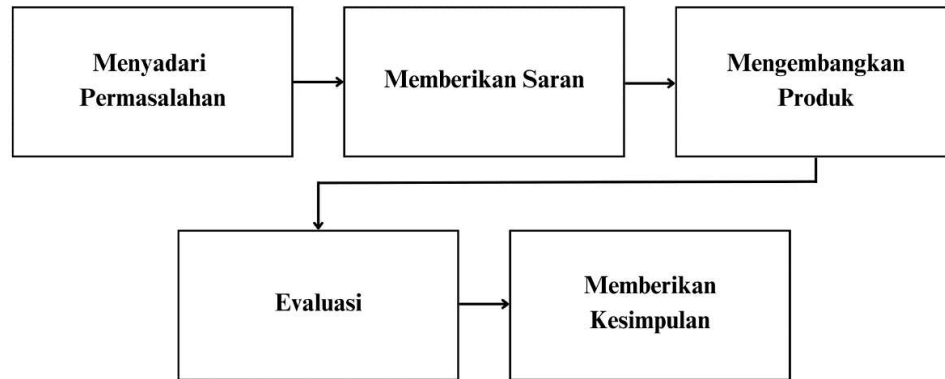 Menyadari
Permasalahan
Memberikan Saran
Mengembangkan
Produk
Evaluasi
Memberikan
Kesimpulan